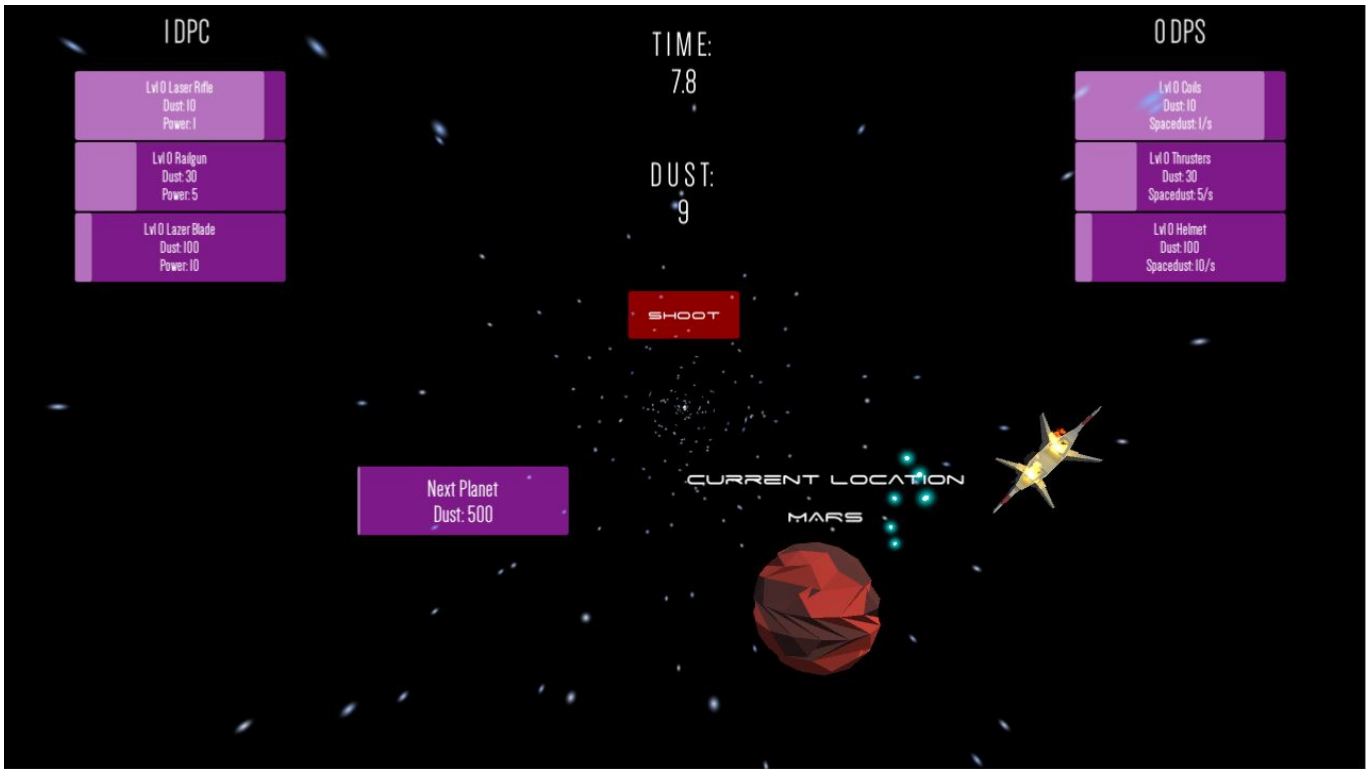 1 DPC
Lvl 0 Laser Rifle
Dust: 10
Power: 1
Lvl 0 Railgun
Dust: 30
Power: 5
Lvl 0 Lazer Blade
Dust: 100
Power: 10
TIME:
7.8
DUST:
9
SHOOT
0 DPS
Lvl 0 Coils
Dust: 10
Spacedust: 1/s
Lvl 0 Thrusters
Dust: 30
Spacedust: 5/s
Lvl 0 Helmet
Dust: 100
Spacedust: 10/s
Next Planet
Dust: 500
CURRENT LOCATION
MARS